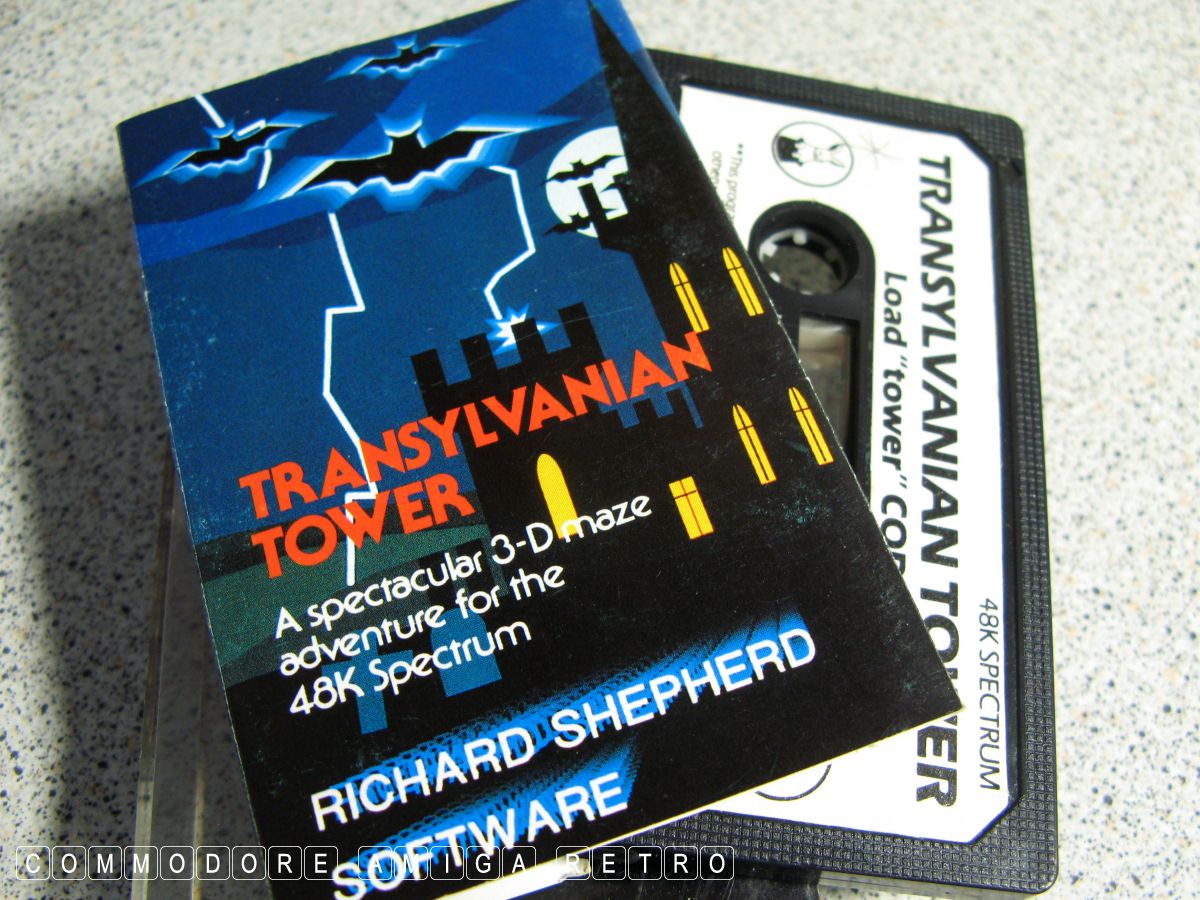 TRANSYLVANIAN
TOWER
A spectacular 3-D maze
adventure for the
48K Spectrum
RICHARD SHEPHERD
SOFTWARE
TRANSYLVANIAN TOWER
Load "tower"
48K SPECTRUM
**This
COMMODORE AMIGA RETRO